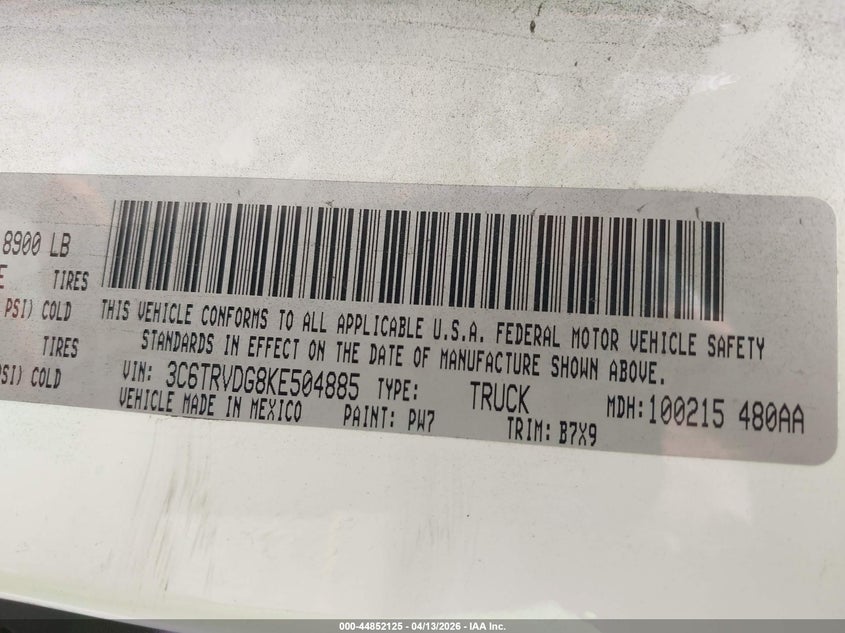 8900 LB
E TIRES
PSI) COLD
TIRES
PSI) COLD
THIS VEHICLE CONFORMS TO ALL APPLICABLE U.S.A. FEDERAL MOTOR VEHICLE SAFETY
STANDARDS IN EFFECT ON THE DATE OF MANUFACTURE SHOWN ABOVE.
VIN: 3C6TRVDG8KE504885 TYPE: TRUCK MDH:100215 480AA
VEHICLE MADE IN MEXICO PAINT: PW7 TRIM: B7X9
000-44852125 - 04/13/2026 - IAA Inc.